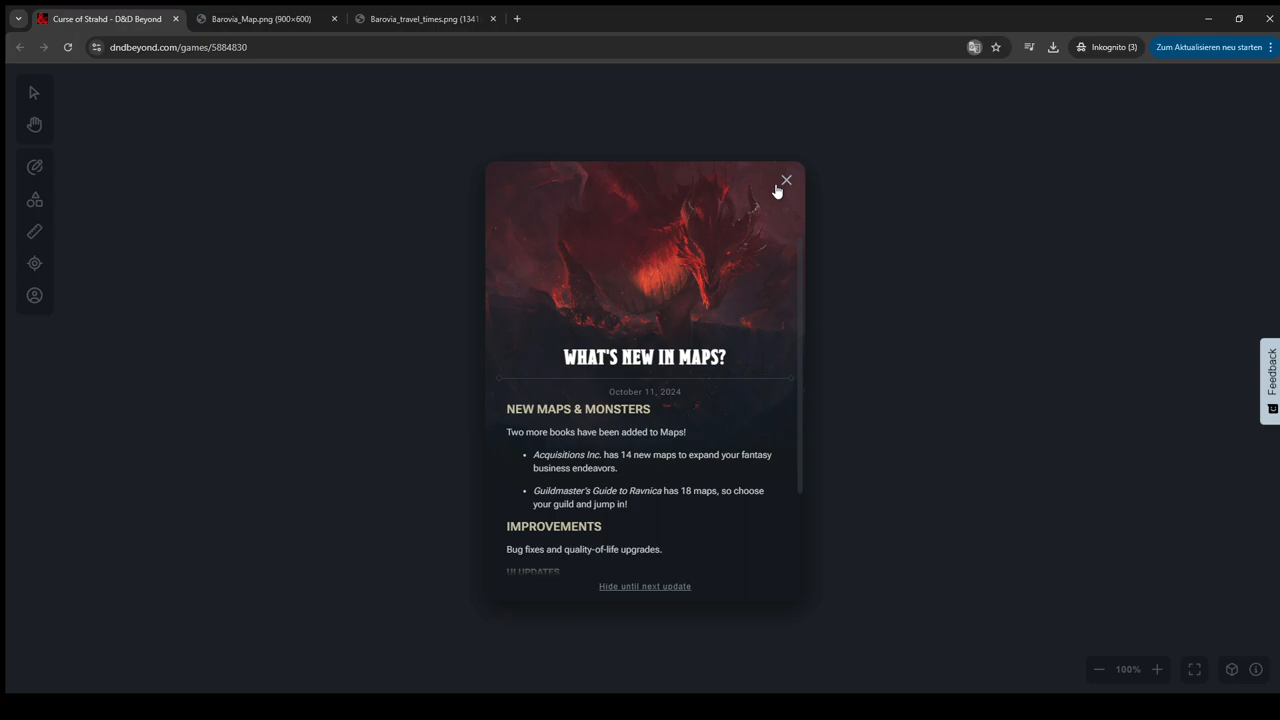 Curse of Strahd - D&D Beyond
Barovia_Map.png (900×600)
Barovia_travel_times.png (1341
dndbeyond.com/games/5884830
Inkognito (3)
Zum Aktualisieren neu starten
WHAT'S NEW IN MAPS?
October 11, 2024
NEW MAPS & MONSTERS
Two more books have been added to Maps!
• Acquisitions Inc. has 14 new maps to expand your fantasy
business endeavors.
• Guildmaster's Guide to Ravnica has 18 maps, so choose
your guild and jump in!
IMPROVEMENTS
Bug fixes and quality-of-life upgrades.
UI UPDATES
Hide until next update
Feedback
100%